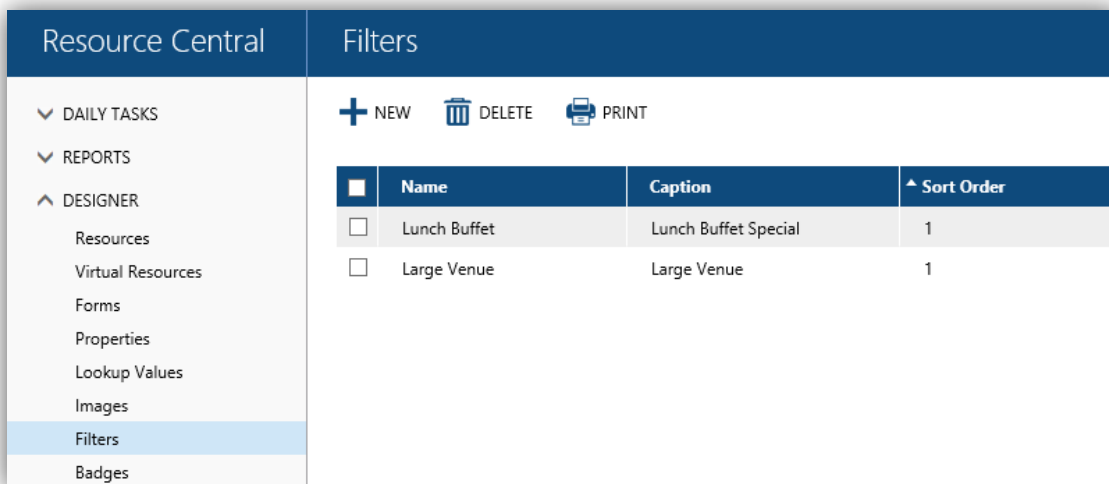 Resource Central
Filters
DAILY TASKS
REPORTS
DESIGNER
Resources
Virtual Resources
Forms
Properties
Lookup Values
Images
Filters
Badges
NEW DELETE PRINT
Name Caption Sort Order
Lunch Buffet Lunch Buffet Special 1
Large Venue Large Venue 1